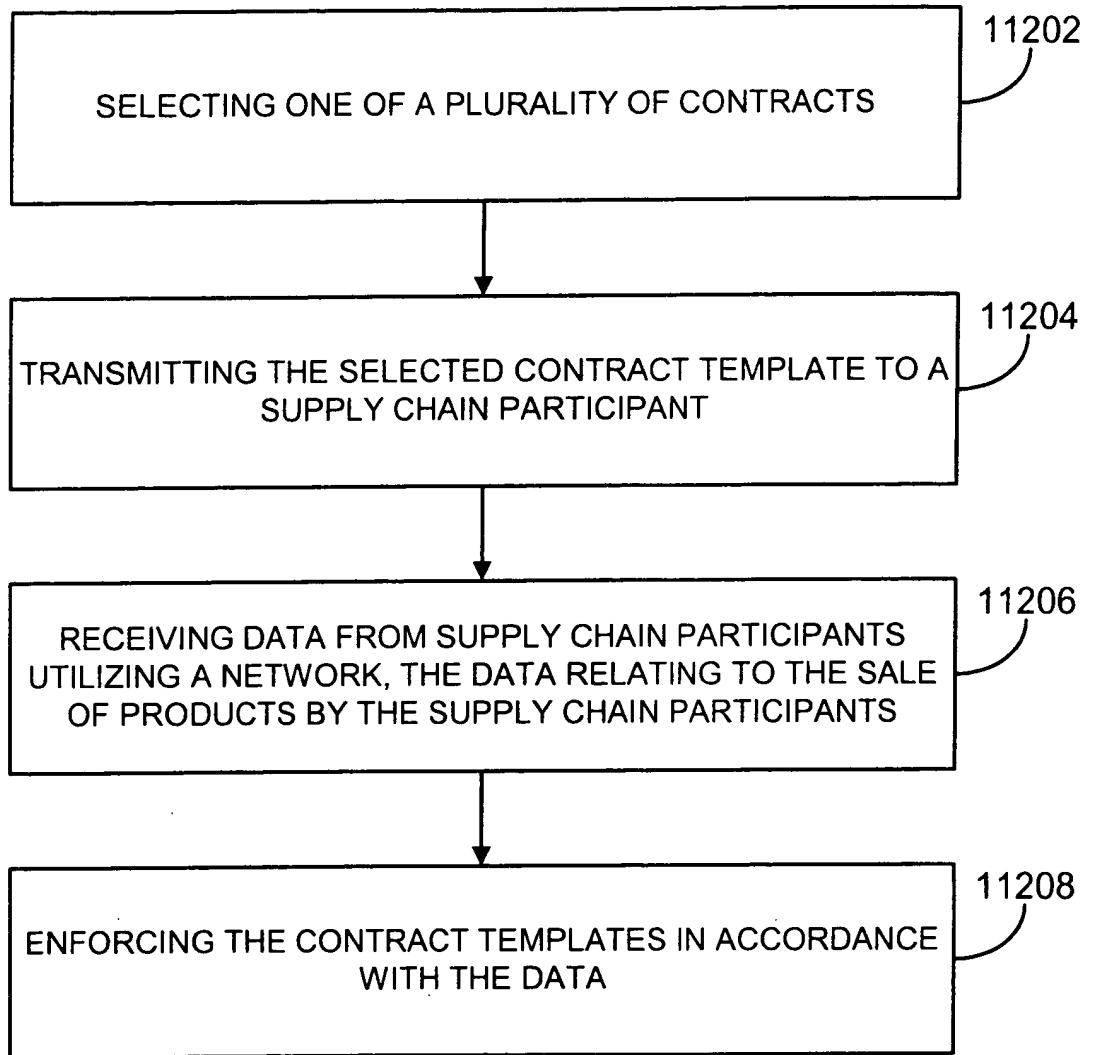 11202
SELECTING ONE OF A PLURALITY OF CONTRACTS
11204
TRANSMITTING THE SELECTED CONTRACT TEMPLATE TO A
SUPPLY CHAIN PARTICIPANT
11206
RECEIVING DATA FROM SUPPLY CHAIN PARTICIPANTS
UTILIZING A NETWORK, THE DATA RELATING TO THE SALE
OF PRODUCTS BY THE SUPPLY CHAIN PARTICIPANTS
11208
ENFORCING THE CONTRACT TEMPLATES IN ACCORDANCE
WITH THE DATA